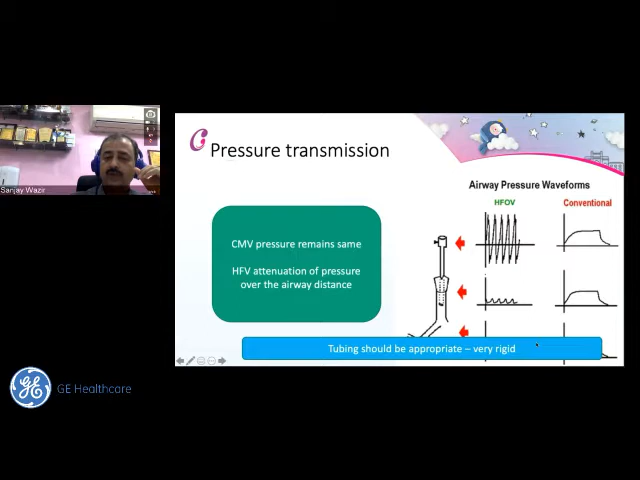 Sanjay Wazir
Pressure transmission
Airway Pressure Waveforms
HFOV
Conventional
CMV pressure remains same
HFV attenuation of pressure
over the airway distance
Tubing should be appropriate – very rigid
GE Healthcare